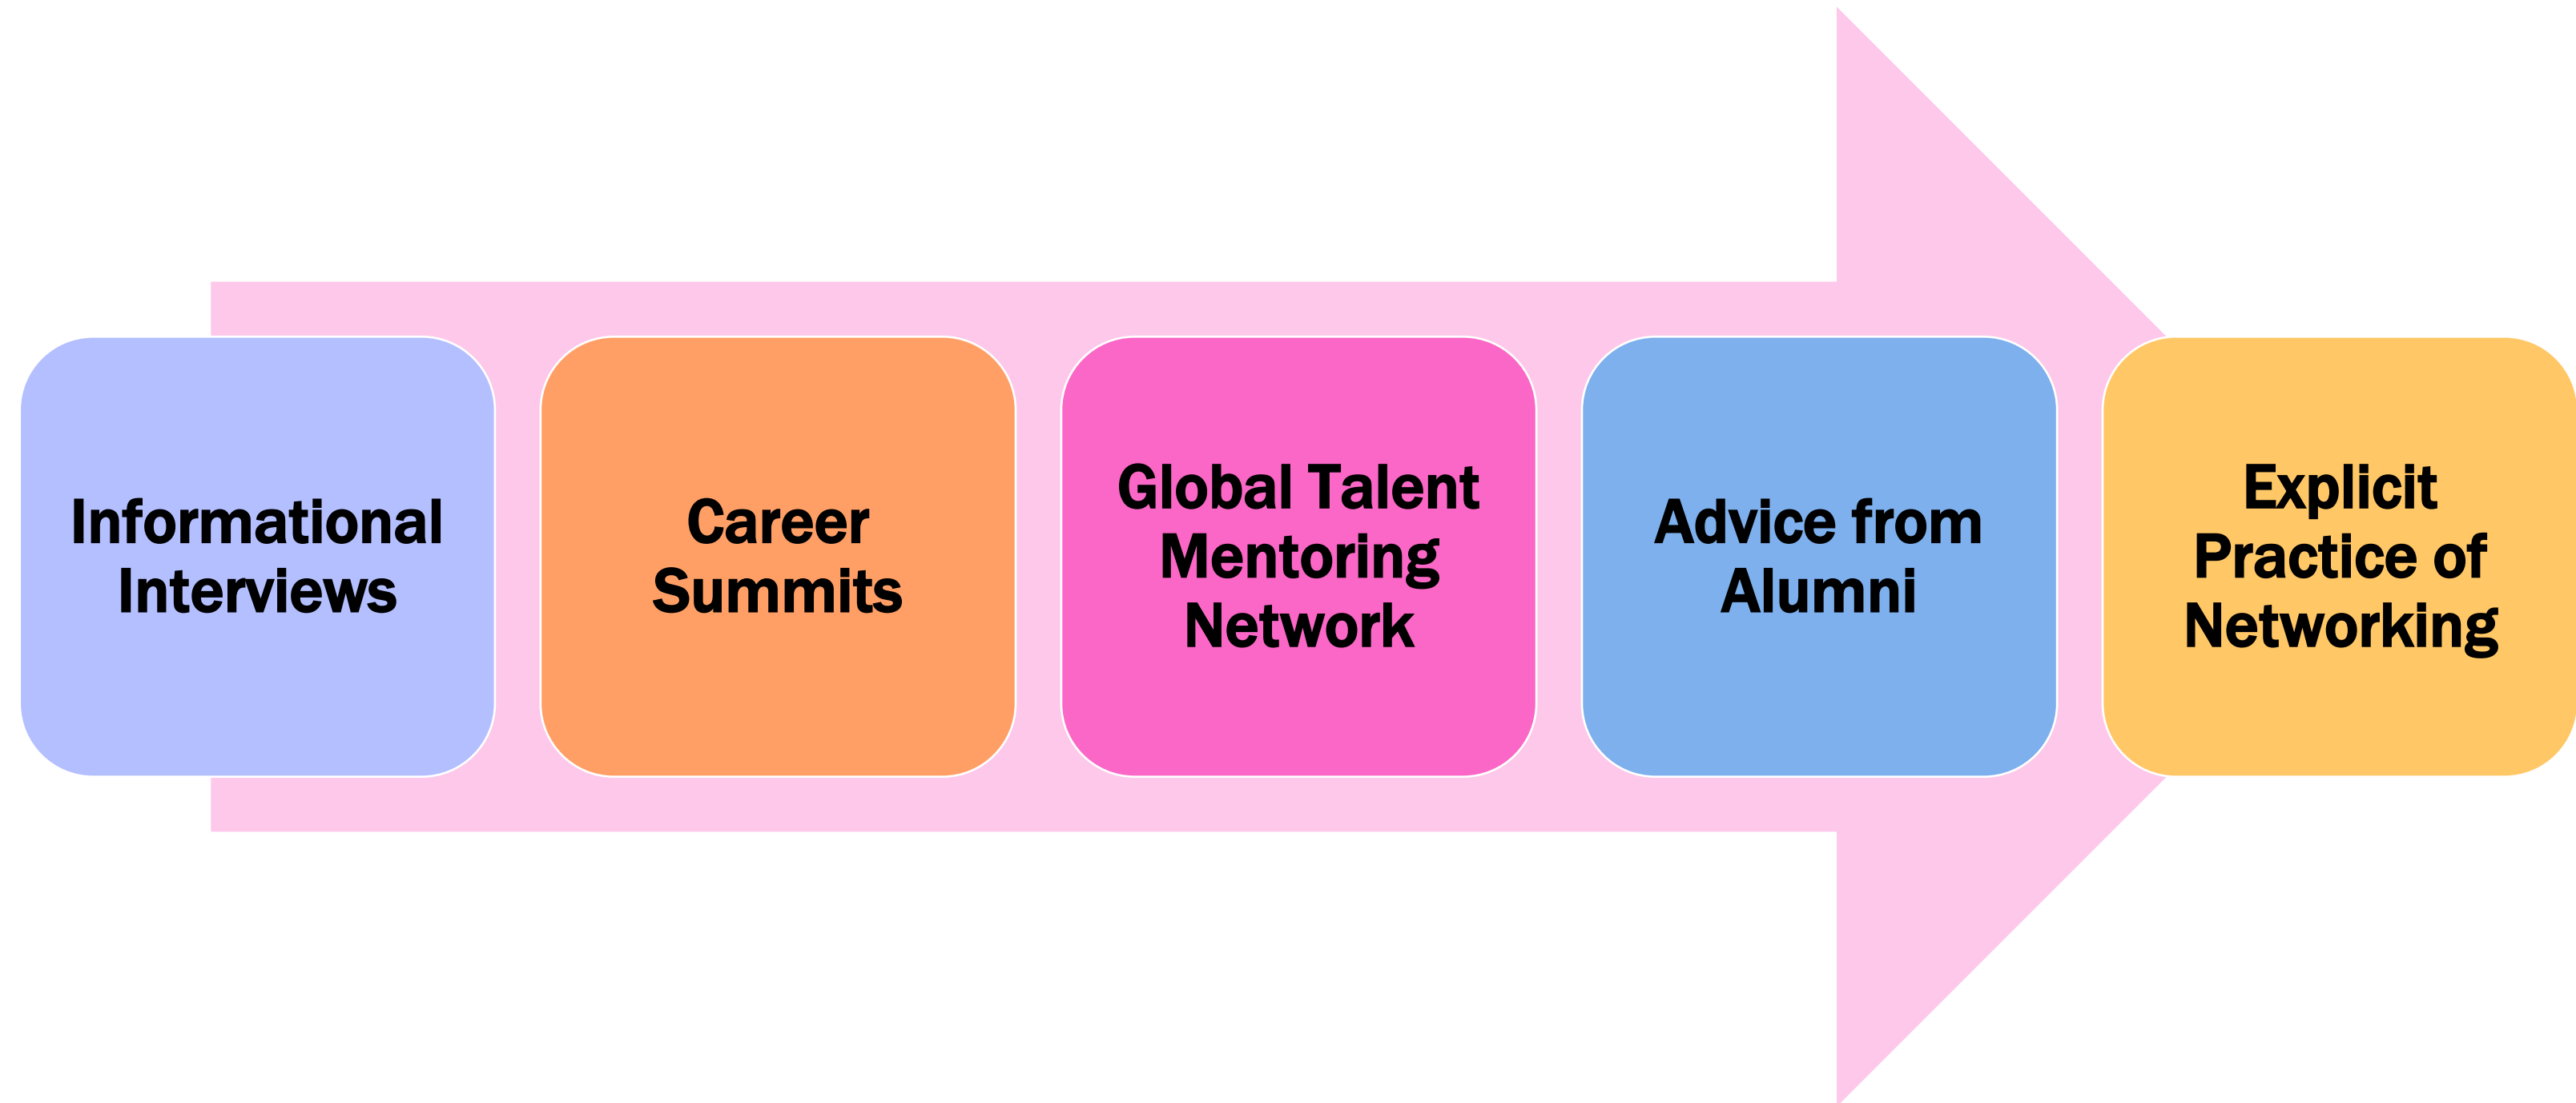 Informational
Interviews
Career
Summits
Global Talent
Mentoring
Network
Advice from
Alumni
Explicit
Practice of
Networking